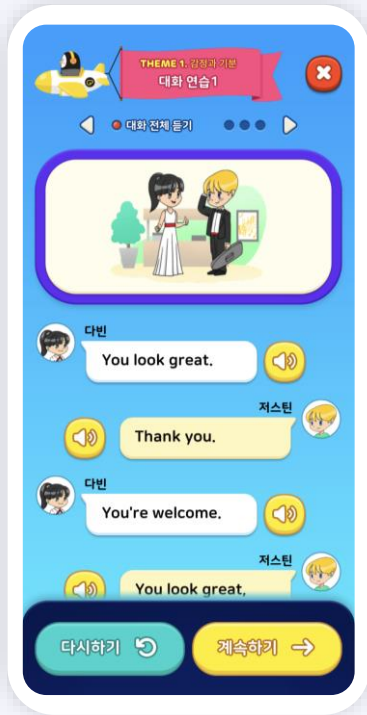 THEME 1. 감정과 기분
대화 연습1
대화 전체 듣기
다빈
You look great.
저스틴
Thank you.
다빈
You're welcome.
저스틴
You look great,
다시하기
계속하기